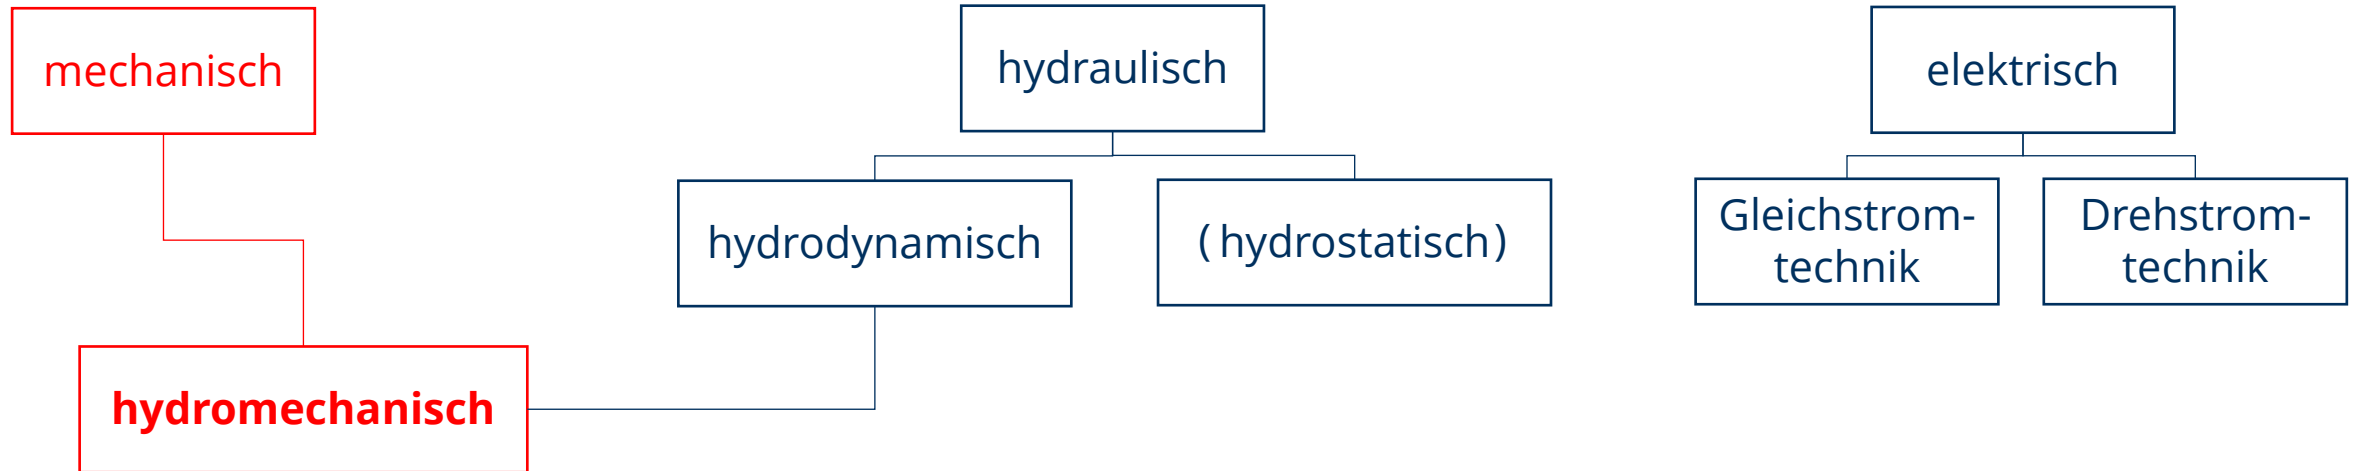 mechanisch
hydraulisch
elektrisch
hydrodynamisch
(hydrostatisch)
Gleichstrom-
technik
Drehstrom-
technik
hydromechanisch